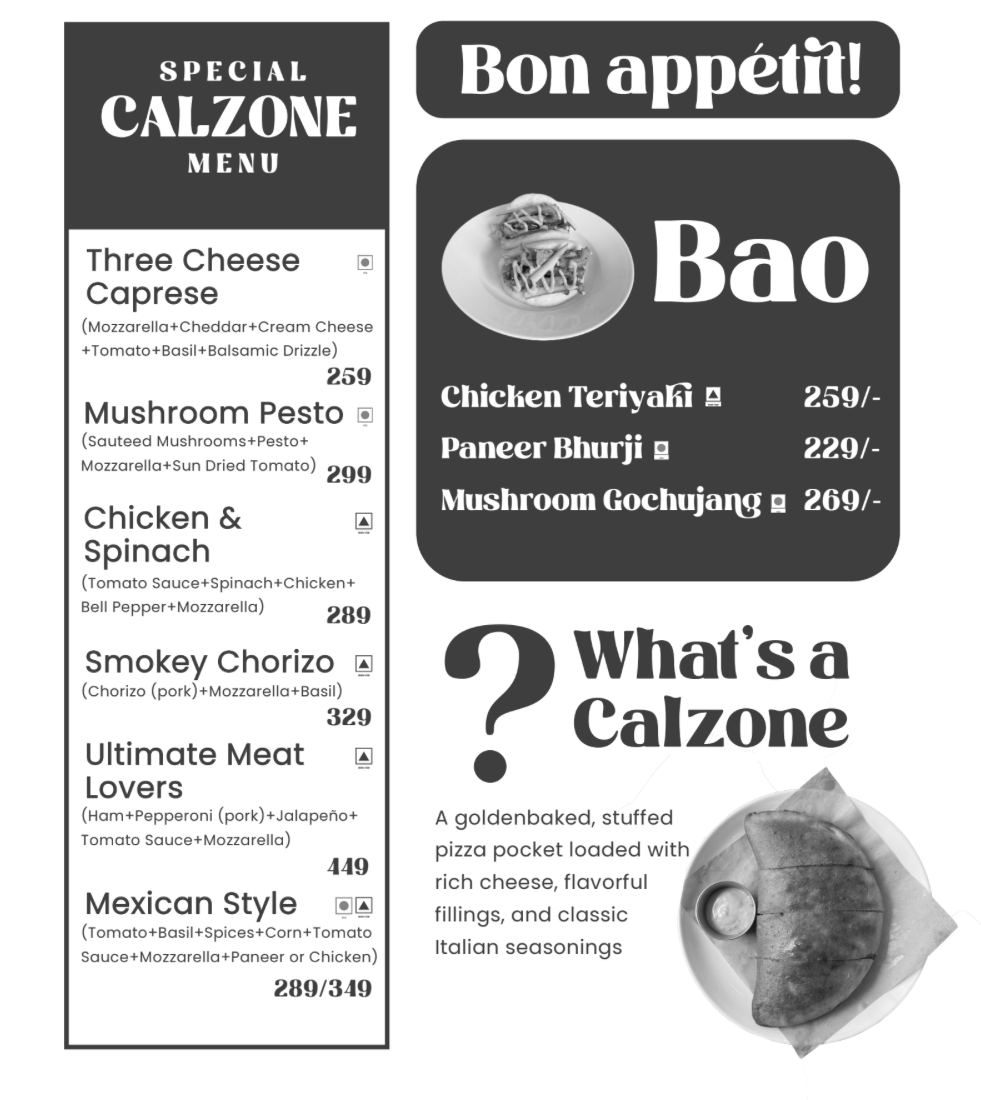 SPECIAL
CALZONE
MENU
Three Cheese
Caprese
(Mozzarella+Cheddar+Cream Cheese
+Tomato+Basil+Balsamic Drizzle)
259
Mushroom Pesto
(Sauteed Mushrooms+Pesto+
Mozzarella+Sun Dried Tomato)
299
Chicken &
Spinach
(Tomato Sauce+Spinach+Chicken+
Bell Pepper+Mozzarella)
289
Smokey Chorizo
(Chorizo (pork)+Mozzarella+Basil)
329
Ultimate Meat
Lovers
(Ham+Pepperoni (pork)+Jalapeño+
Tomato Sauce+Mozzarella)
449
Mexican Style
(Tomato+Basil+Spices+Corn+Tomato
Sauce+Mozzarella+Paneer or Chicken)
289/349
Bon appétit!
Bao
Chicken Teriyaki 259/-
Paneer Bhurji 229/-
Mushroom Gochujang 269/-
? What's a
Calzone
A goldenbaked, stuffed
pizza pocket loaded with
rich cheese, flavorful
fillings, and classic
Italian seasonings